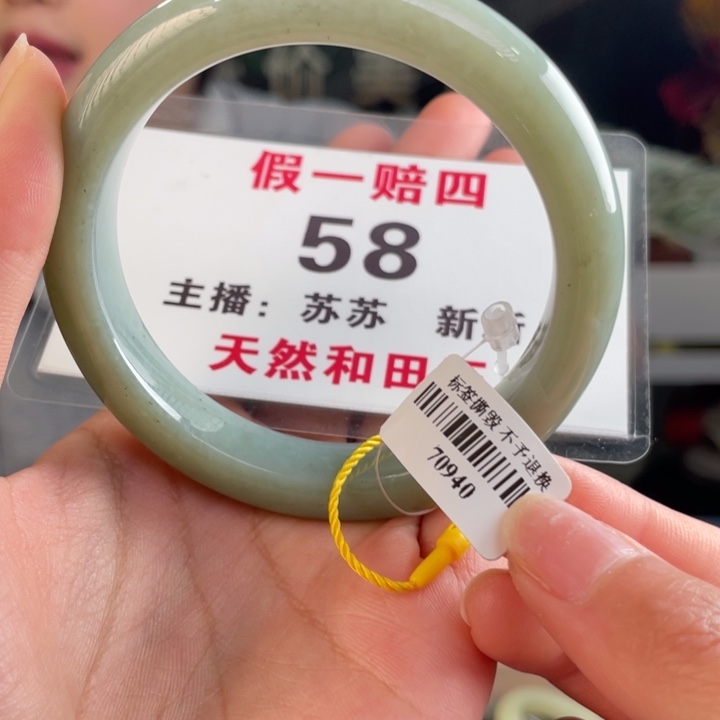 假一赔四
58
主播：苏苏 新
天然和田
标签撕毁不予退换
70940